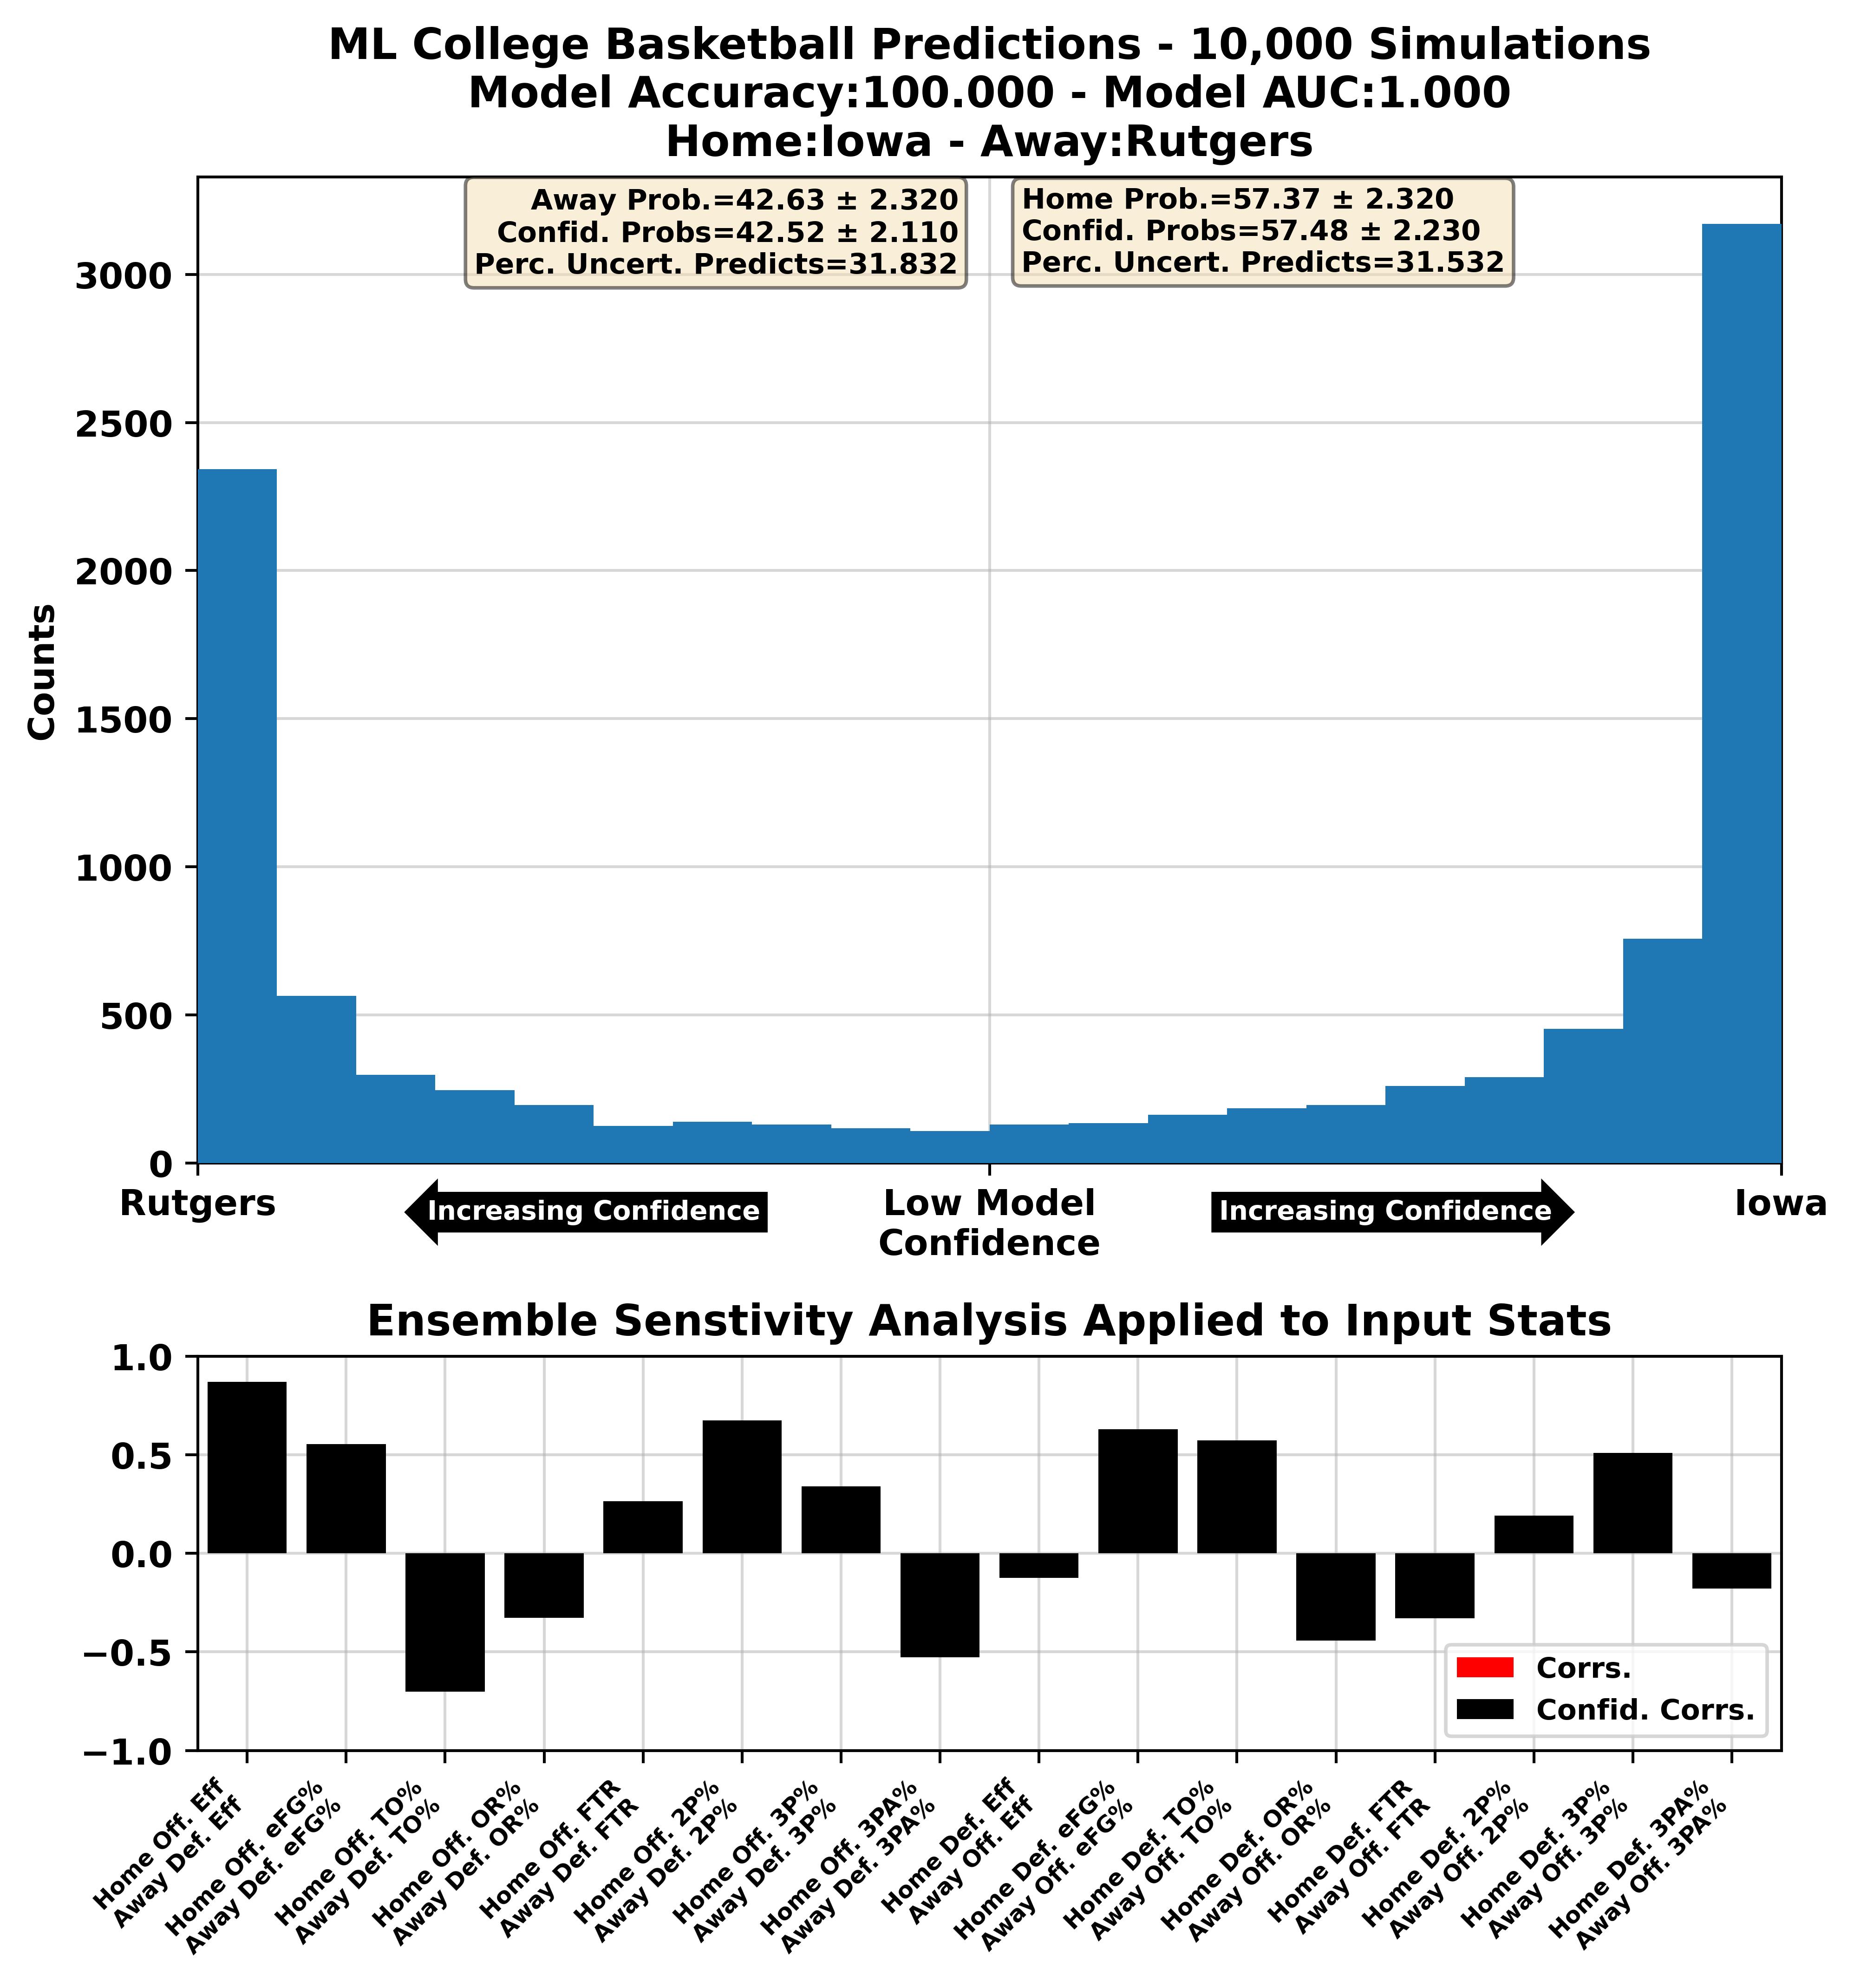 ML College Basketball Predictions - 10,000 Simulations
Model Accuracy:100.000 - Model AUC:1.000
Home:Iowa - Away:Rutgers
Away Prob.=42.63 ± 2.320
Confid. Probs=42.52 ± 2.110
Perc. Uncert. Predicts=31.832
Home Prob.=57.37 ± 2.320
Confid. Probs=57.48 ± 2.230
Perc. Uncert. Predicts=31.532
Counts
3000
2500
2000
1500
1000
500
0
Rutgers
Increasing Confidence
Low Model
Confidence
Increasing Confidence
Iowa
Ensemble Senstivity Analysis Applied to Input Stats
1.0
0.5
0.0
−0.5
−1.0
Corrs.
Confid. Corrs.
Home Off. Eff
Away Def. Eff
Home Off. eFG%
Away Def. eFG%
Home Off. TO%
Away Def. TO%
Home Off. OR%
Away Def. OR%
Home Off. FTR
Away Def. FTR
Home Off. 2P%
Away Def. 2P%
Home Off. 3P%
Away Def. 3P%
Home Off. 3PA%
Away Def. 3PA%
Home Def. Eff
Away Off. Eff
Home Def. eFG%
Away Off. eFG%
Home Def. TO%
Away Off. TO%
Home Def. OR%
Away Off. OR%
Home Def. FTR
Away Off. FTR
Home Def. 2P%
Away Off. 2P%
Home Def. 3P%
Away Off. 3P%
Home Def. 3PA%
Away Off. 3PA%